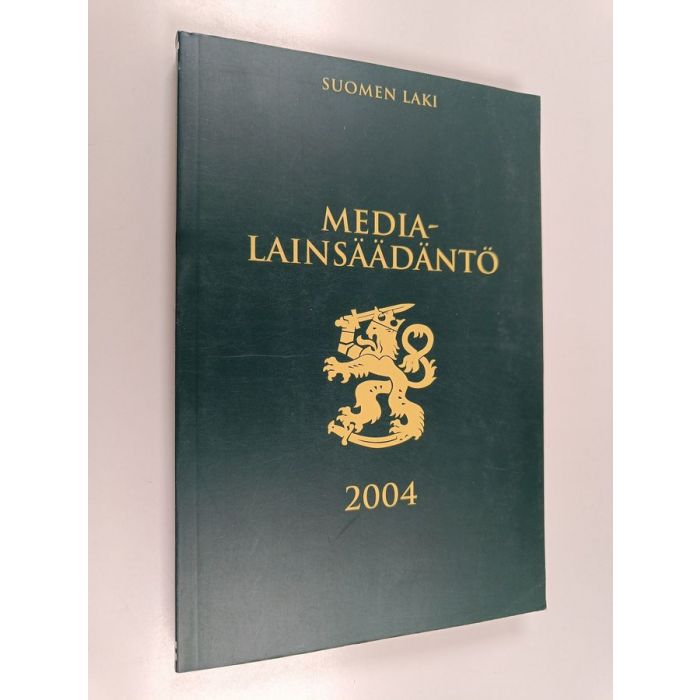 SUOMEN LAKI
MEDIA-
LAINSÄÄDÄNTÖ
2004